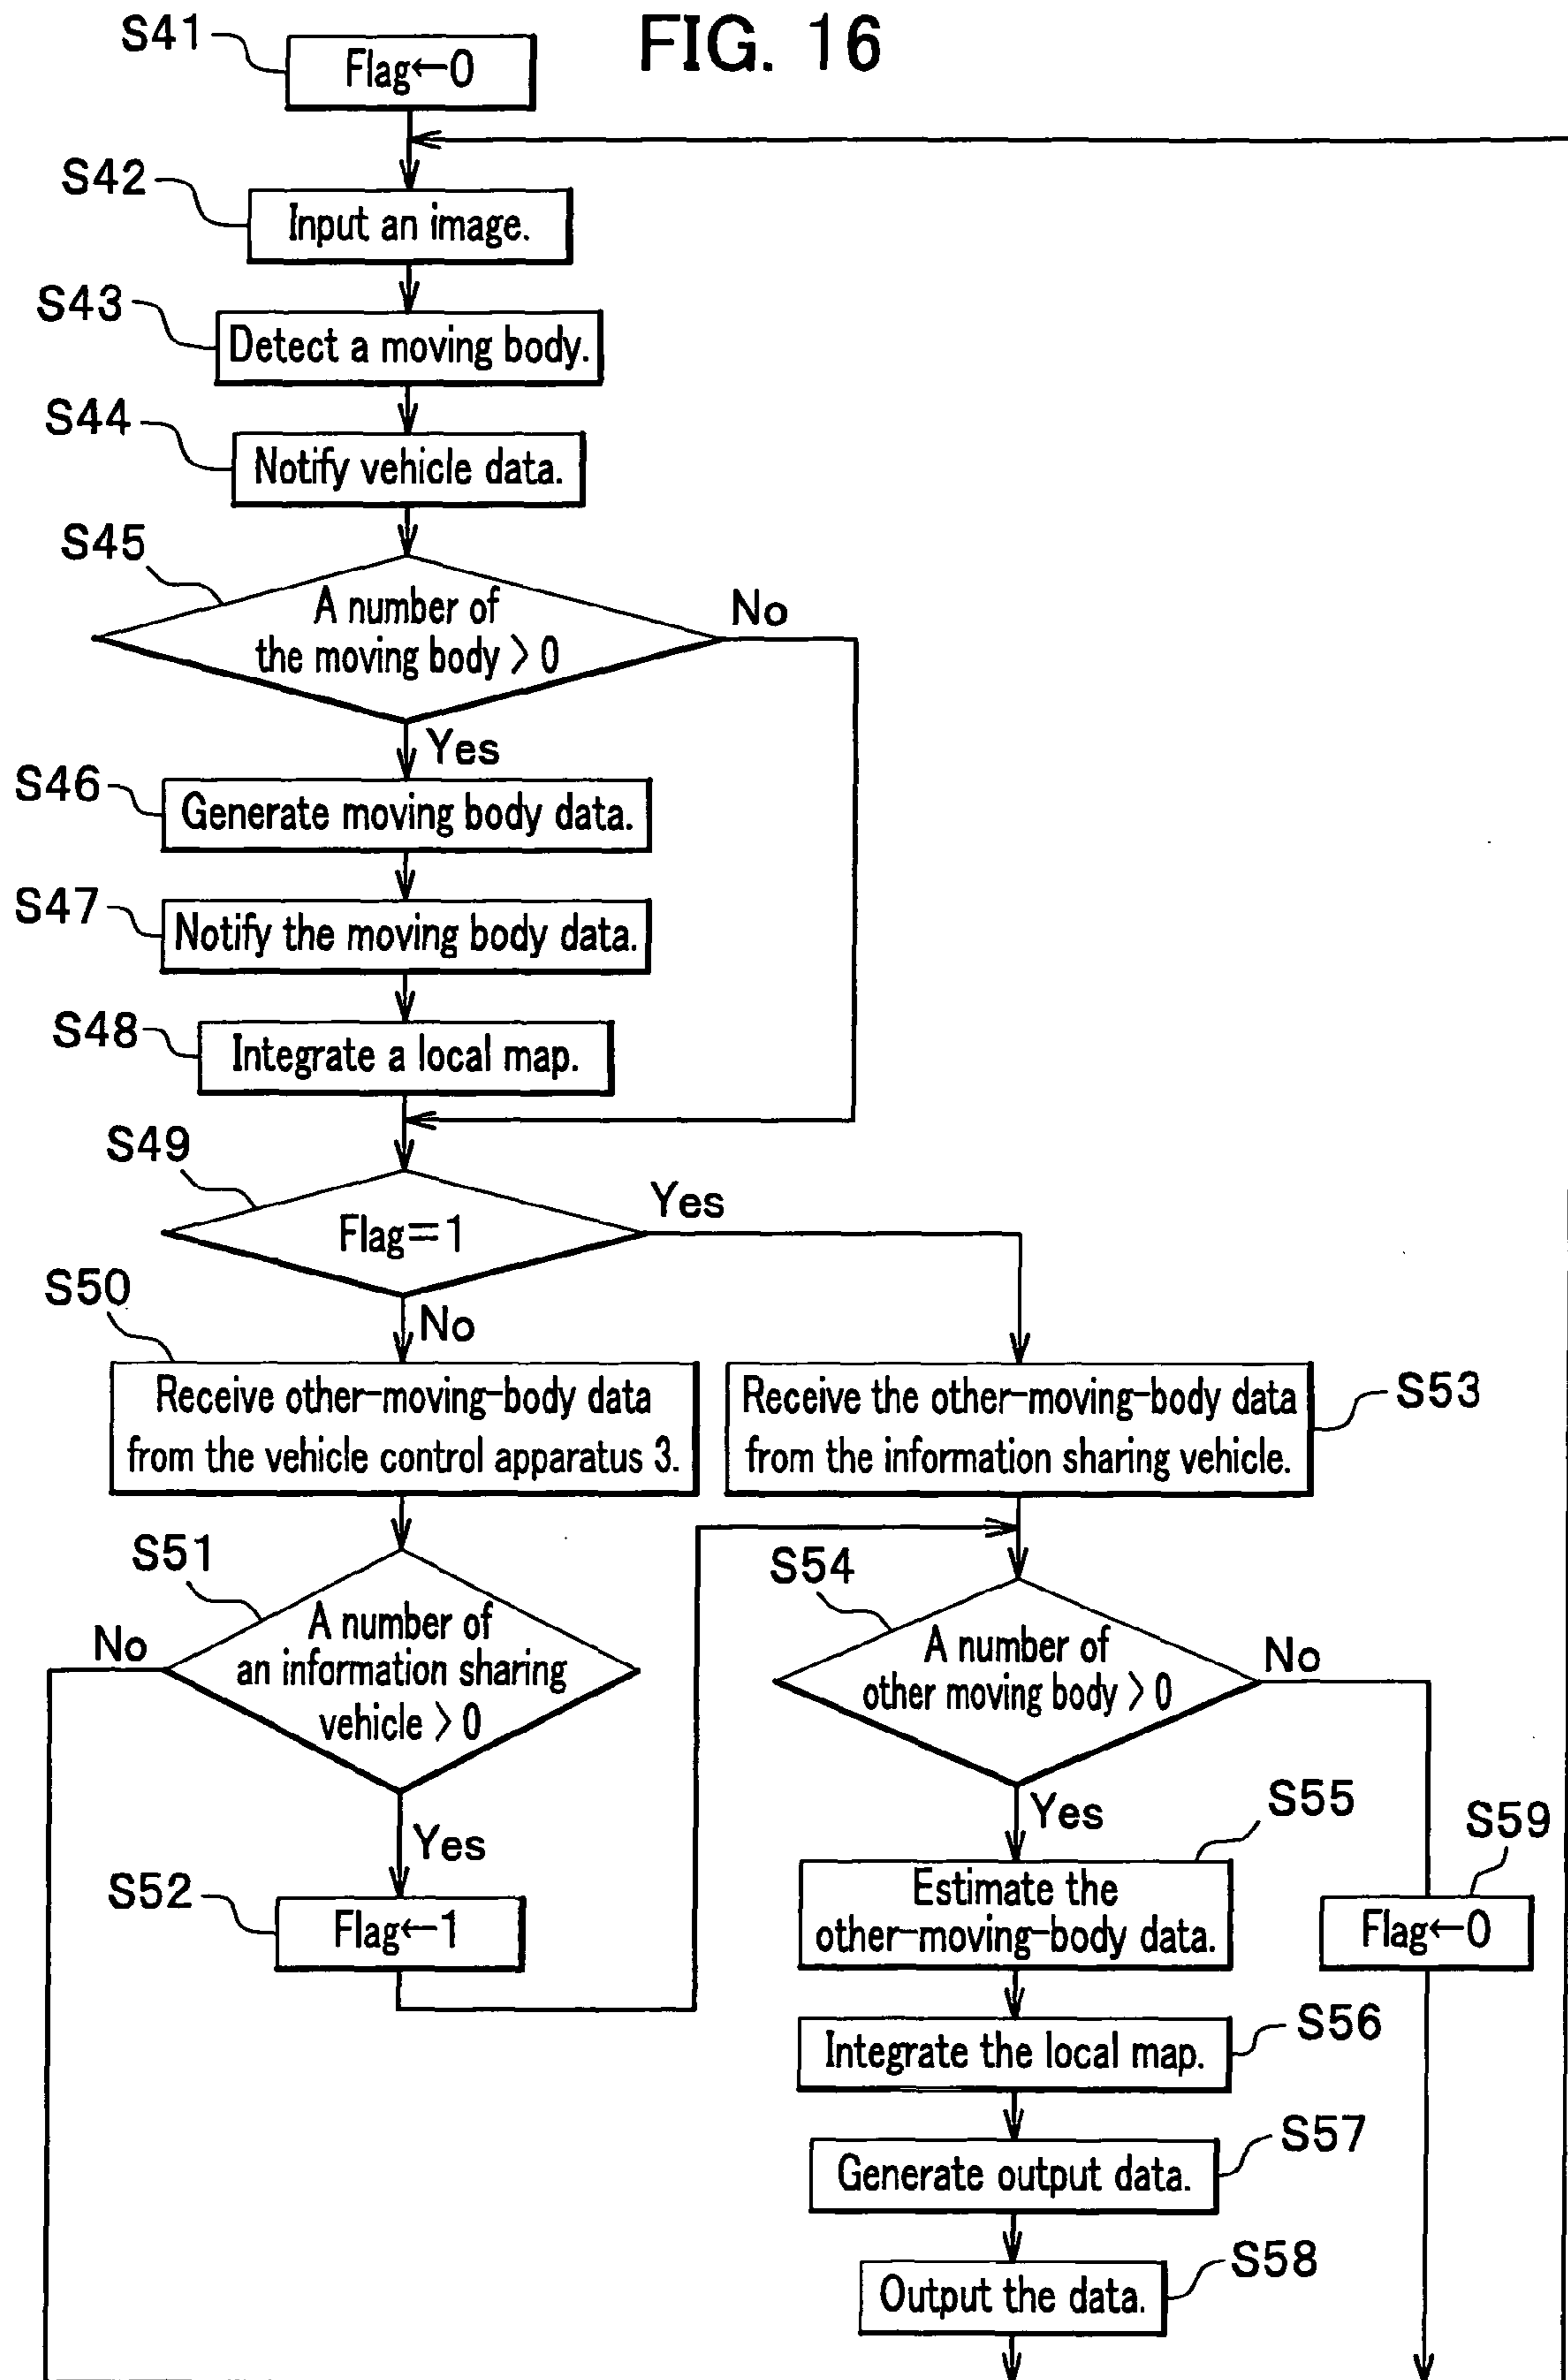 FIG. 16
S41
Flag←0
S42
Input an image.
S43
Detect a moving body.
S44
Notify vehicle data.
S45
A number of
the moving body > 0
No
Yes
S46
Generate moving body data.
S47
Notify the moving body data.
S48
Integrate a local map.
S49
Flag=1
Yes
No
S50
Receive other-moving-body data
from the vehicle control apparatus 3.
S53
Receive the other-moving-body data
from the information sharing vehicle.
S51
A number of
an information sharing
vehicle > 0
No
Yes
S52
Flag←1
S54
A number of
other moving body > 0
No
Yes
S55
Estimate the
other-moving-body data.
S59
Flag←0
S56
Integrate the local map.
S57
Generate output data.
S58
Output the data.